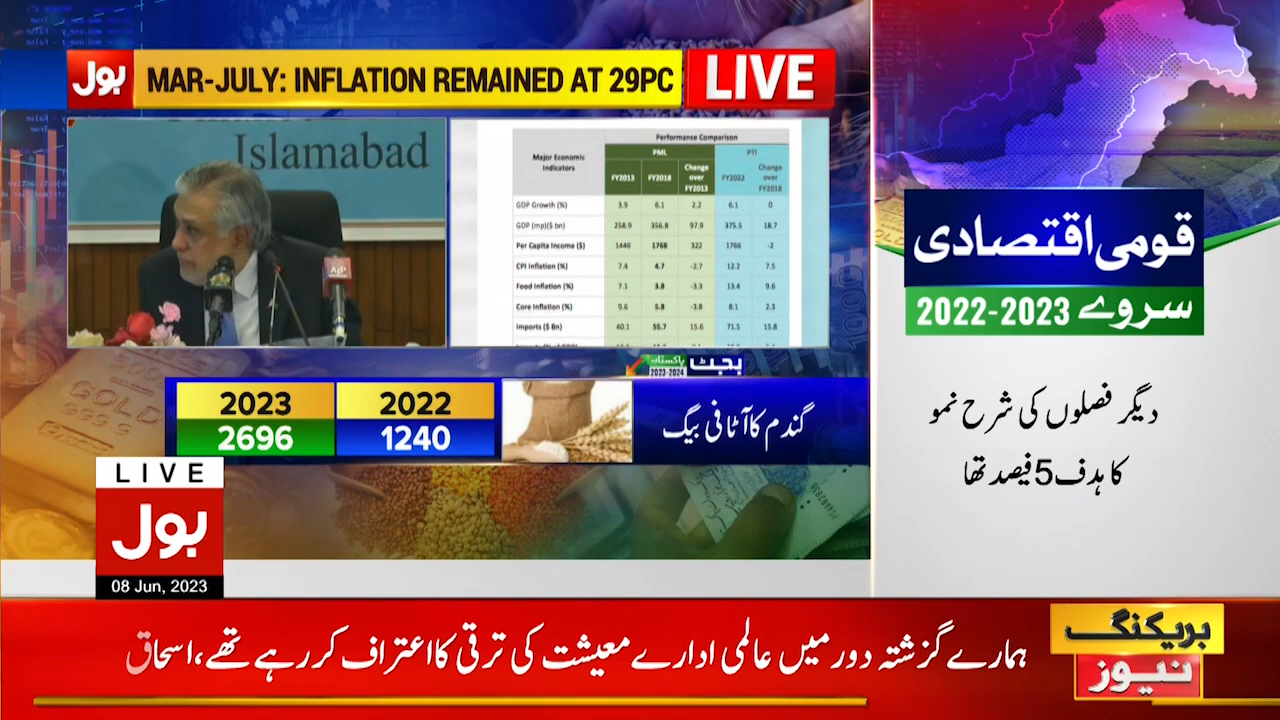 بول
MAR-JULY: INFLATION REMAINED AT 29PC
LIVE
Islamabad
AJP
Major Economic Indicators
Performance Comparison
PML
PTI
FY2013 FY2018 Change over FY2013 FY2022 Change over FY2018
GDP Growth (%) 3.9 6.1 2.2 6.1 0
GDP (mp)($ bn) 258.9 356.8 97.9 375.5 18.7
Per Capita Income ($) 1446 1768 322 1766 -2
CPI Inflation (%) 7.4 4.7 -2.7 12.2 7.5
Food Inflation (%) 7.1 3.8 -3.3 13.4 9.6
Core Inflation (%) 9.6 5.8 -3.8 8.1 2.3
Imports ($ Bn) 40.1 55.7 15.6 71.5 15.8
قومی اقتصادی
سروے 2022-2023
دیگر فصلوں کی شرح نمو
کا ہدف 5 فیصد تھا
بجٹ پاکستان
2023-2024
گندم کا آٹا فی بیگ
2023 2022
2696 1240
GOLD
LIVE
بول
08 Jun, 2023
ہمارے گزشتہ دور میں عالمی ادارے معیشت کی ترقی کا اعتراف کر رہے تھے، اسحاق
بریکنگ
نیوز